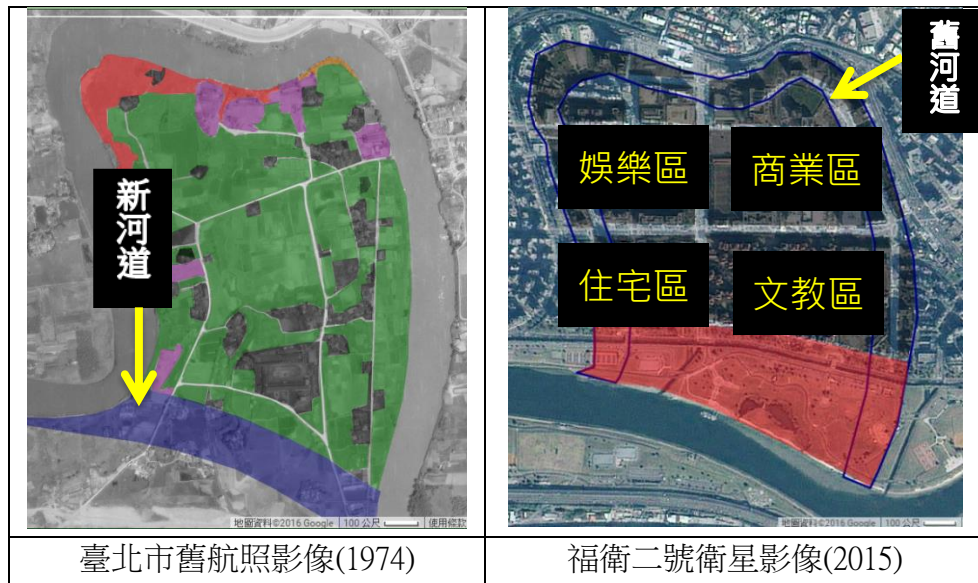 新河道
地圖資料©2016 Google
100 公尺
使用條款
臺北市舊航照影像(1974)
舊河道
娛樂區
商業區
住宅區
文教區
地圖資料©2016 Google
100 公尺
福衛二號衛星影像(2015)